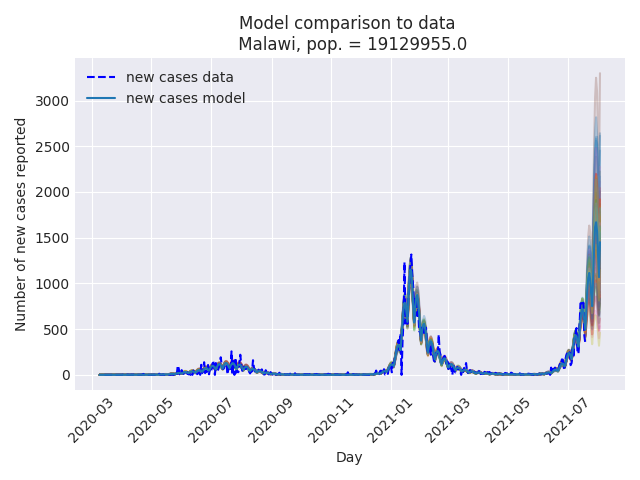 Model comparison to data
Malawi, pop. = 19129955.0
new cases data
new cases model
Number of new cases reported
3000
2500
2000
1500
1000
500
0
2020-03
2020-05
2020-07
2020-09
2020-11
2021-01
2021-03
2021-05
2021-07
Day